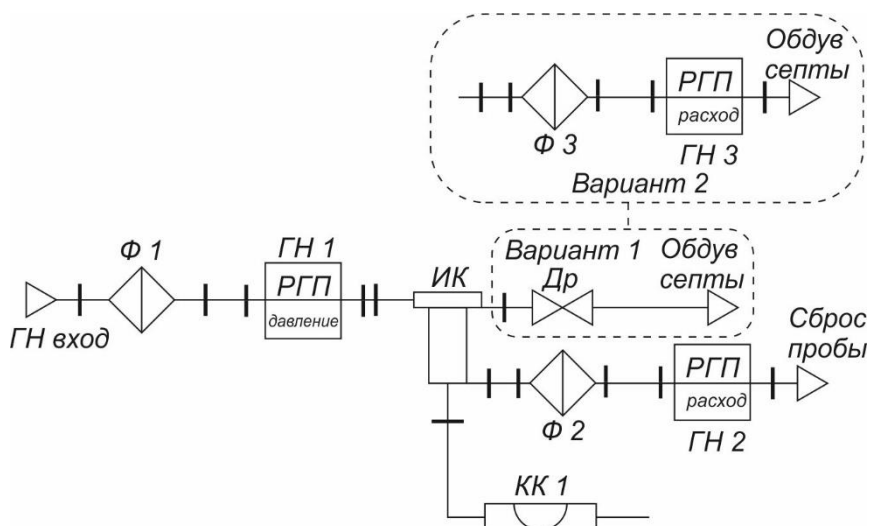 Обдув
септы
РГП
расход
Ф 3
ГН 3
Вариант 2
Вариант 1
Обдув
септы
Др
Ф 1
ГН 1
РГП
давление
ИК
ГН вход
Сброс
пробы
РГП
расход
Ф 2
ГН 2
КК 1